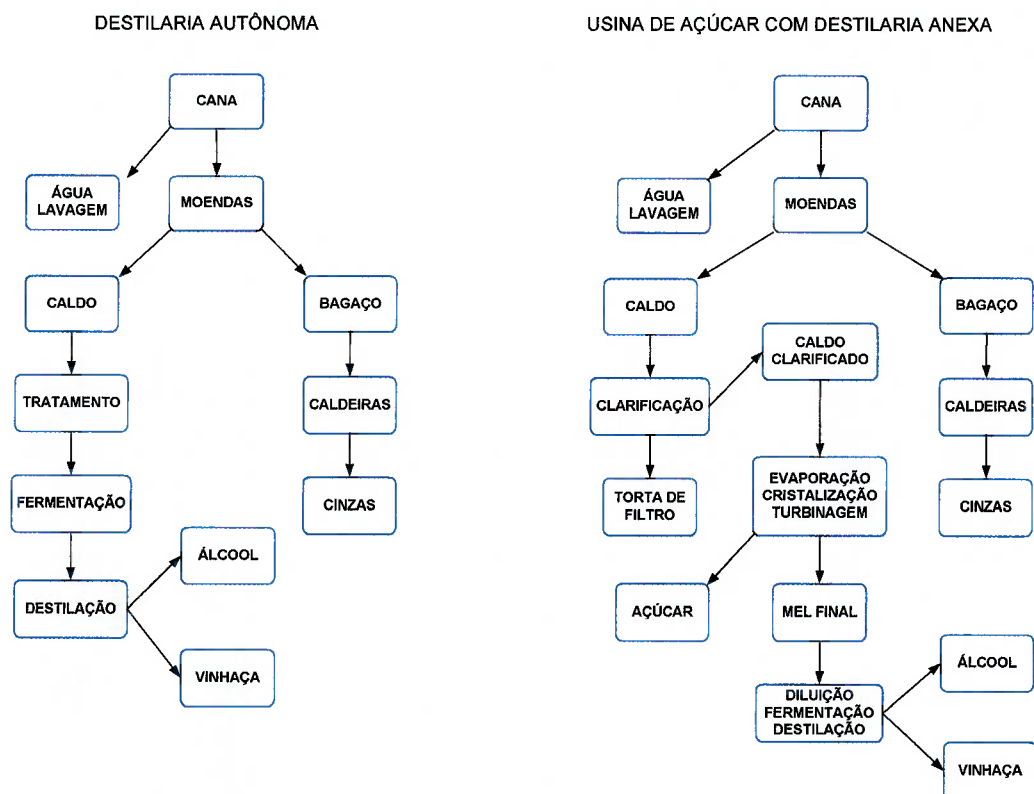 DESTILARIA AUTÔNOMA
CANA
ÁGUA
LAVAGEM
MOENDAS
CALDO
BAGAÇO
TRATAMENTO
CALDEIRAS
FERMENTAÇÃO
CINZAS
ÁLCOOL
DESTILAÇÃO
VINHAÇA
USINA DE AÇÚCAR COM DESTILARIA ANEXA
CANA
ÁGUA
LAVAGEM
MOENDAS
CALDO
BAGAÇO
CALDO
CLARIFICADO
CLARIFICAÇÃO
CALDEIRAS
TORTA DE
FILTRO
EVAPORAÇÃO
CRISTALIZAÇÃO
TURBINAGEM
CINZAS
AÇÚCAR
MEL FINAL
ÁLCOOL
DILUIÇÃO
FERMENTAÇÃO
DESTILAÇÃO
VINHAÇA